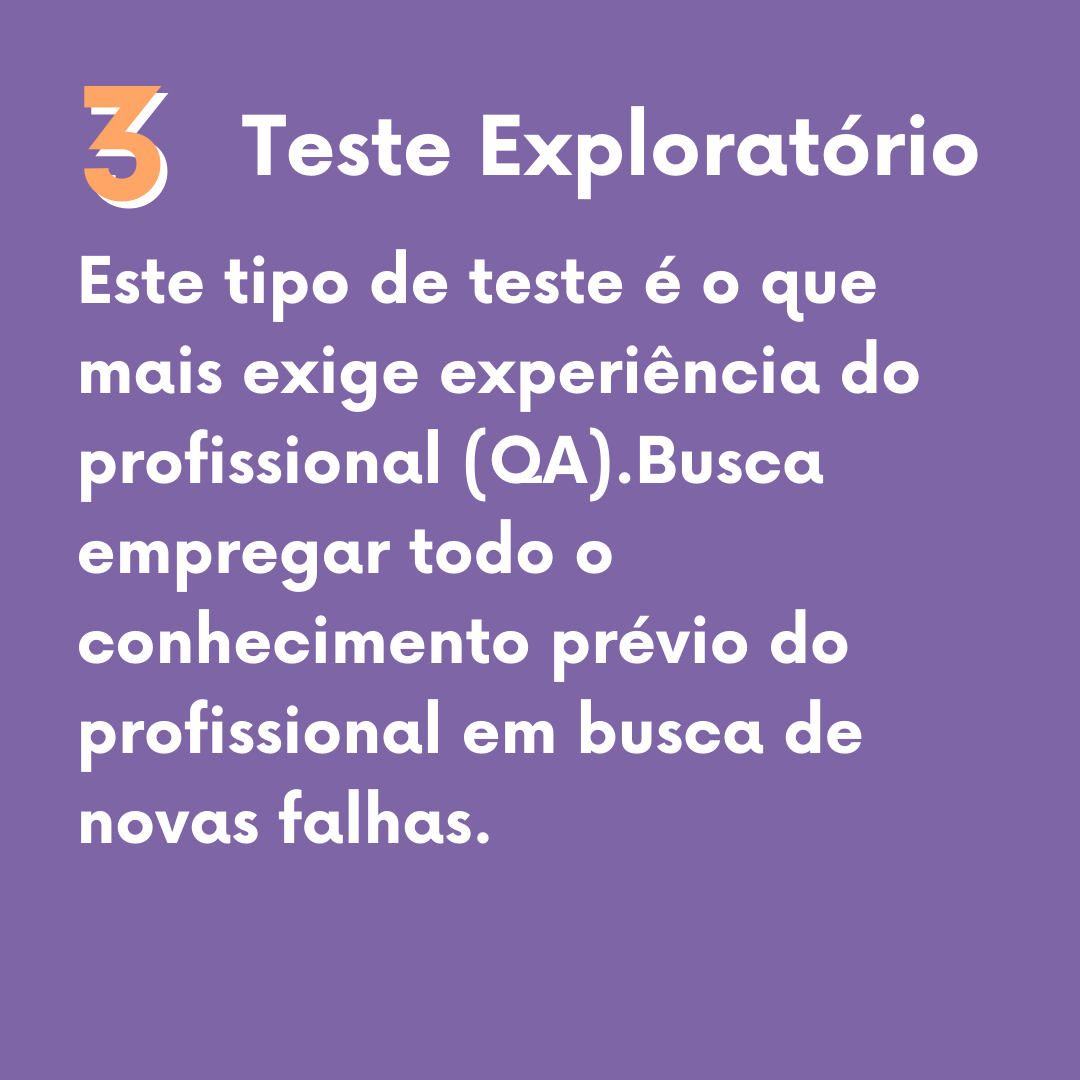 3 Teste Exploratório
Este tipo de teste é o que
mais exige experiência do
profissional (QA).Busca
empregar todo o
conhecimento prévio do
profissional em busca de
novas falhas.